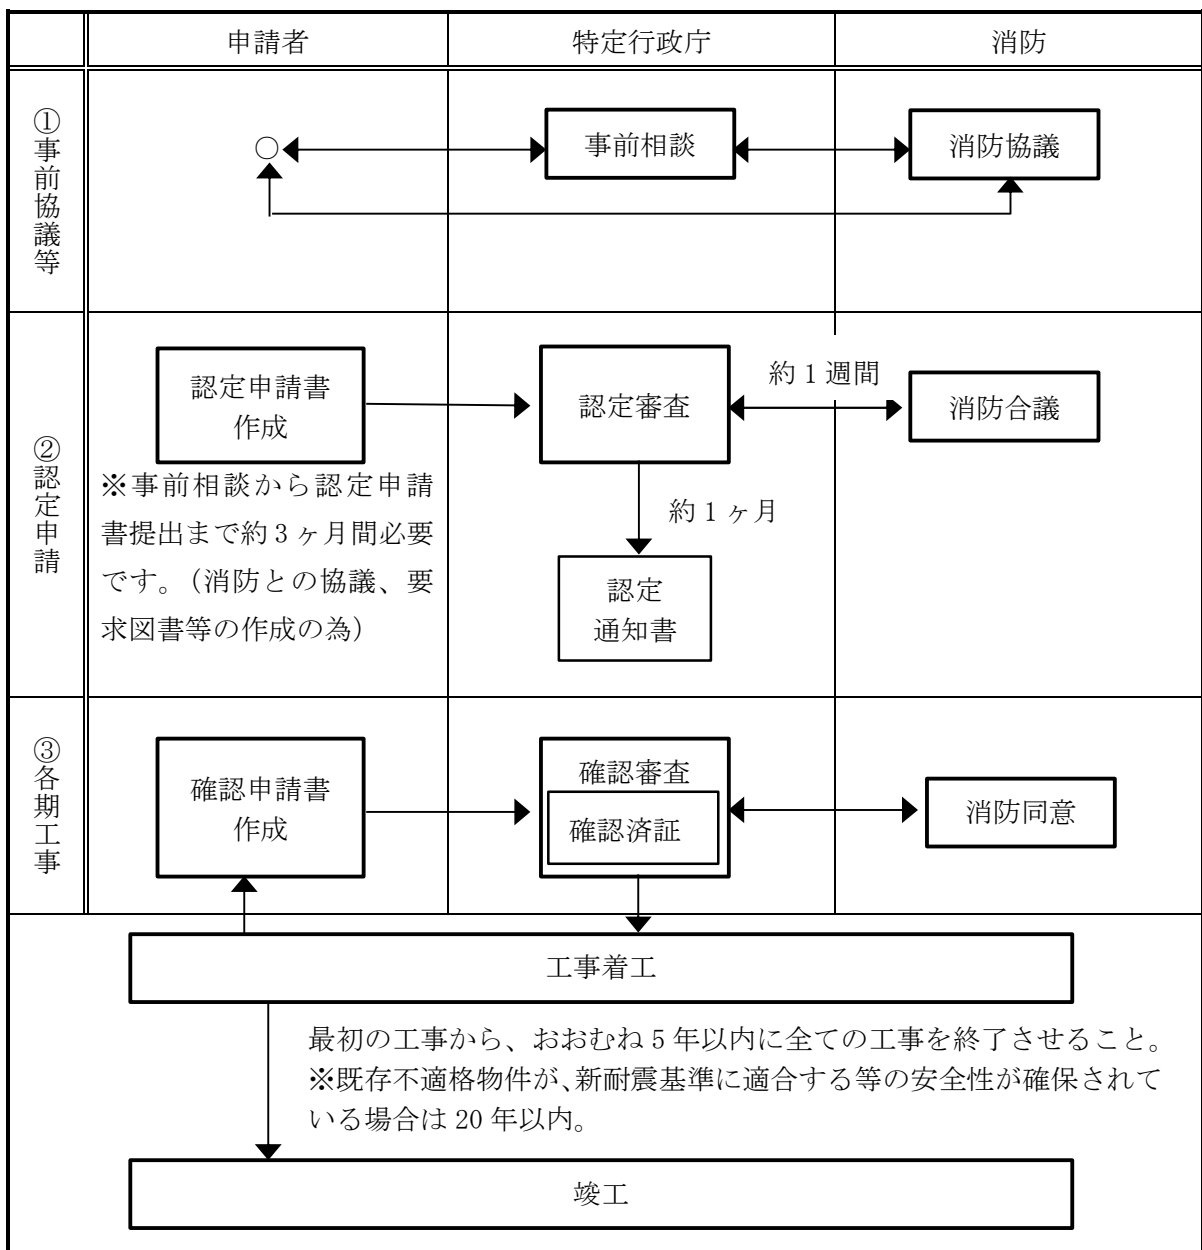 申請者
特定行政庁
消防
①事前協議等
○
事前相談
消防協議
②認定申請
認定申請書
作成
認定審査
約1週間
消防合議
※事前相談から認定申請
書提出まで約3ヶ月間必要
です。（消防との協議、要
求図書等の作成の為）
約1ヶ月
認定
通知書
③各期工事
確認申請書
作成
確認審査
確認済証
消防同意
工事着工
最初の工事から、おおむね5年以内に全ての工事を終了させること。
※既存不適格物件が、新耐震基準に適合する等の安全性が確保されて
いる場合は20年以内。
竣工